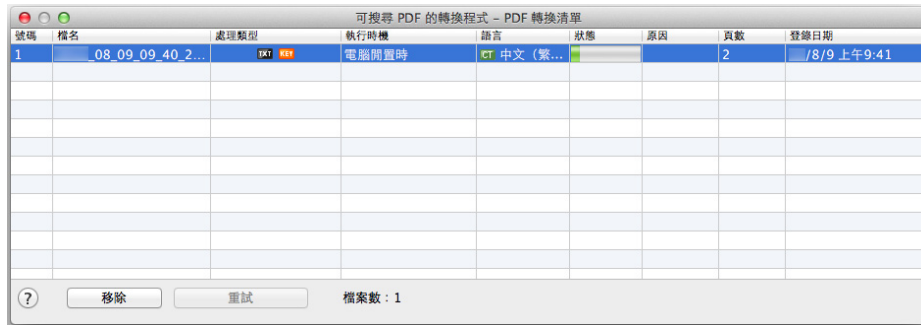 可搜尋 PDF 的轉換程式 – PDF 轉換清單
號碼 檔名 處理類型 執行時機 語言 狀態 原因 頁數 登錄日期
1 _08_09_09_40_2... TXT KEY 電腦閒置時 CT 中文（繁... 2 /8/9 上午9:41
? 移除 重試 檔案數：1